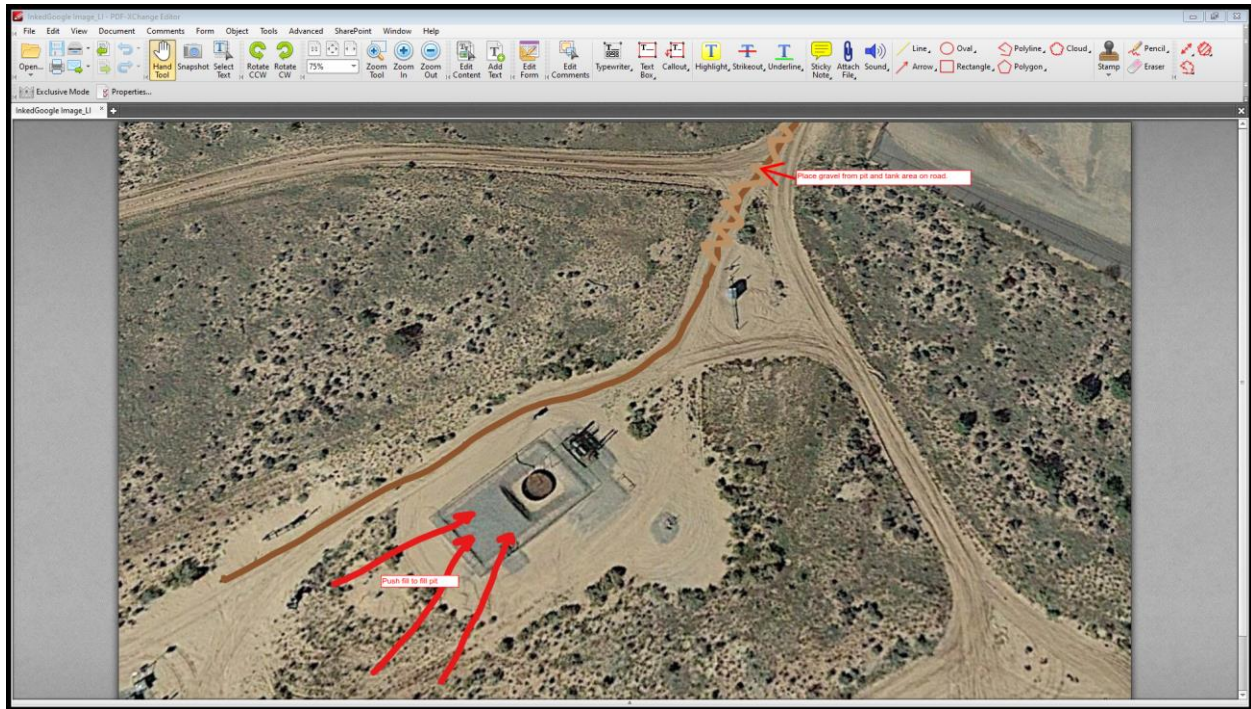 InkedGoogle Image_LI - PDF-XChange Editor
File Edit View Document Comments Form Object Tools Advanced SharePoint Window Help
Open... Hand Tool Snapshot Select Text Rotate CCW Rotate CW 75% Zoom Tool Zoom In Zoom Out Edit Content Add Text Edit Form Edit Comments Typewriter Text Box Callout Highlight Strikeout Underline Sticky Note Attach File Sound Line Arrow Oval Rectangle Polyline Polygon Cloud Stamp Pencil Eraser
Exclusive Mode Properties...
InkedGoogle Image_LI
Place gravel from pit and tank area on road.
Push fill to fill pit.